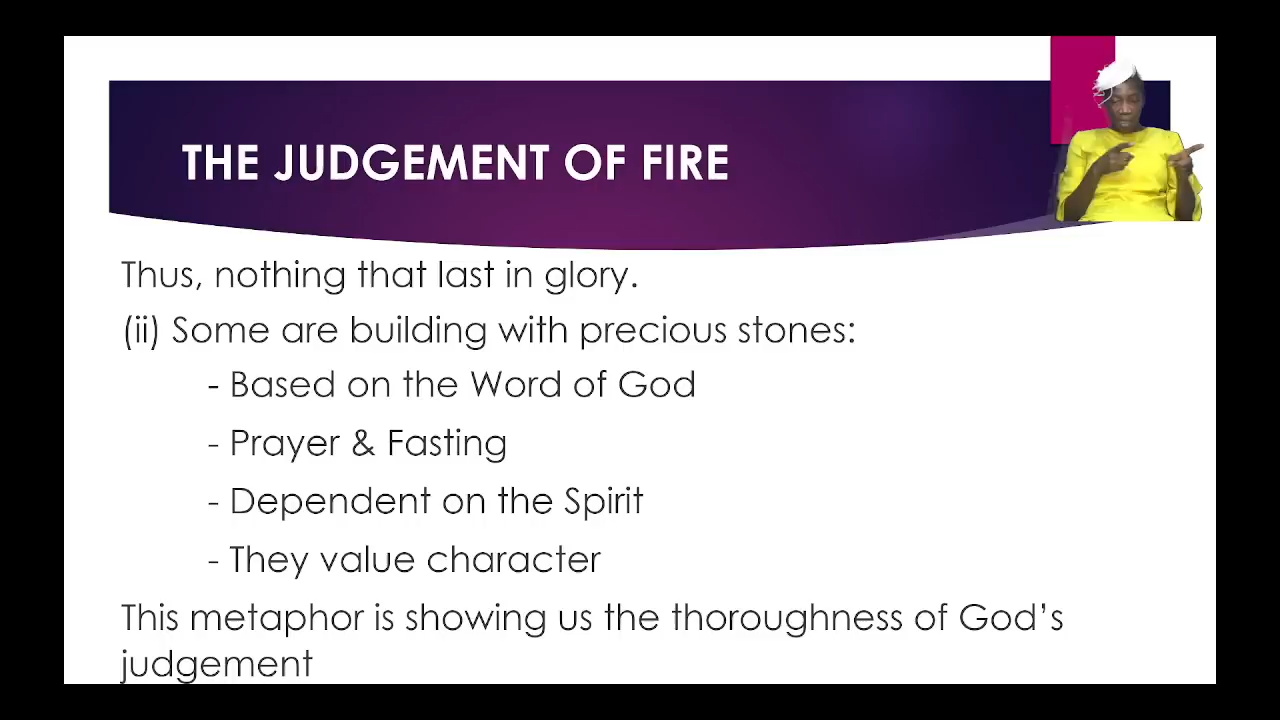 THE JUDGEMENT OF FIRE
Thus, nothing that last in glory.
(ii) Some are building with precious stones:
- Based on the Word of God
- Prayer & Fasting
- Dependent on the Spirit
- They value character
This metaphor is showing us the thoroughness of God’s
judgement